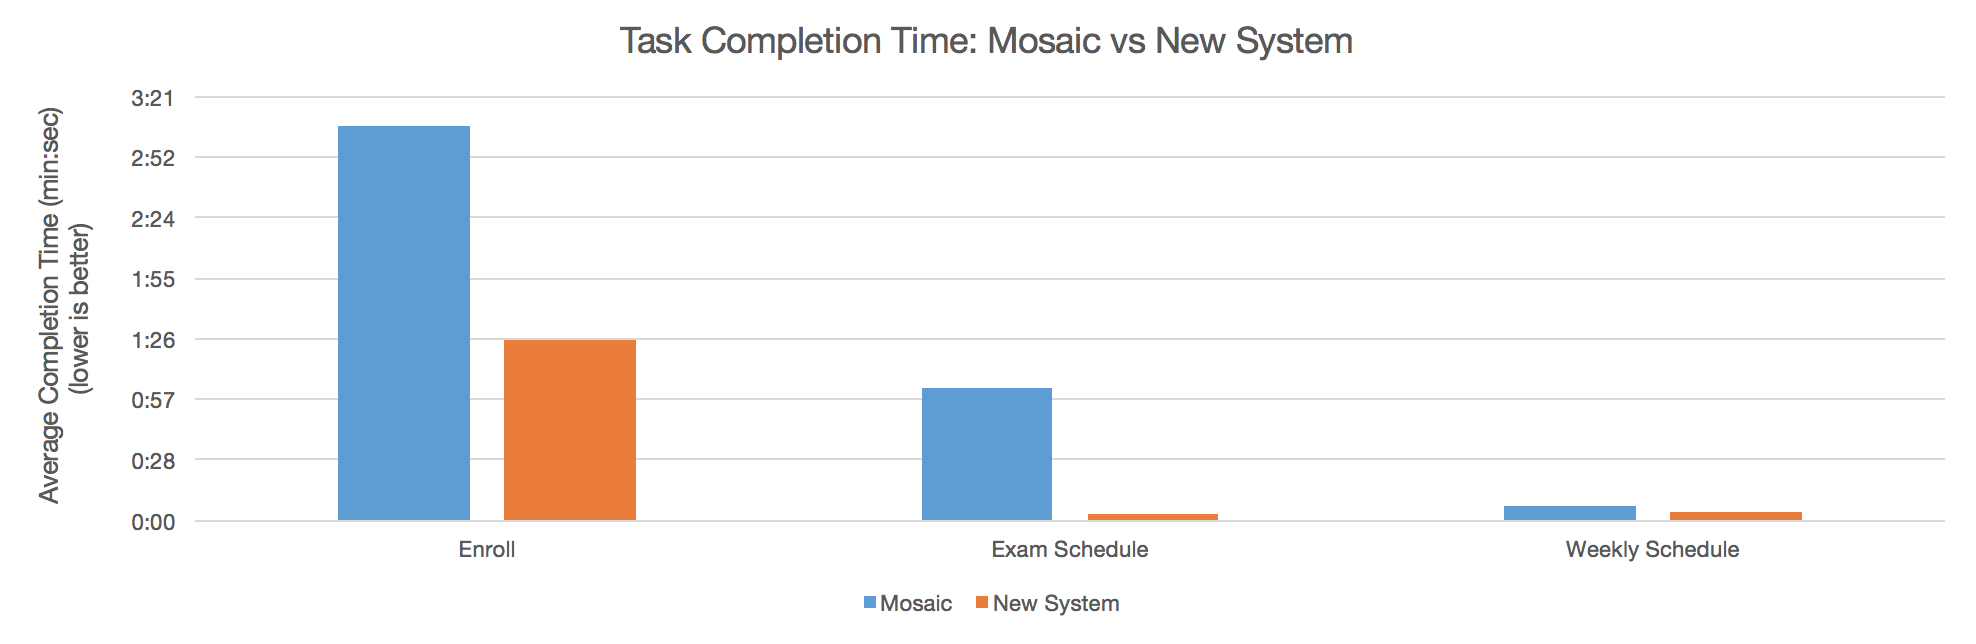 Task Completion Time: Mosaic vs New System
Average Completion Time (min:sec)
(lower is better)
3:21
2:52
2:24
1:55
1:26
0:57
0:28
0:00
Enroll
Exam Schedule
Weekly Schedule
Mosaic
New System